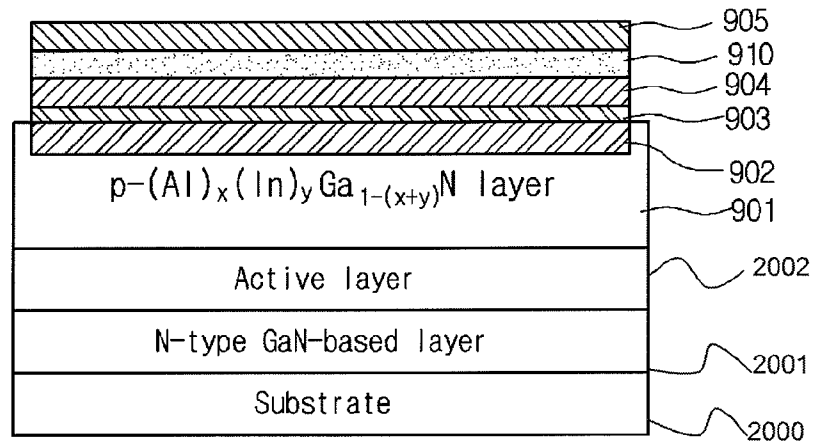 905
910
904
903
902
p-(Al)x(In)yGa1-(x+y)N layer
901
Active layer
2002
N-type GaN-based layer
2001
Substrate
2000